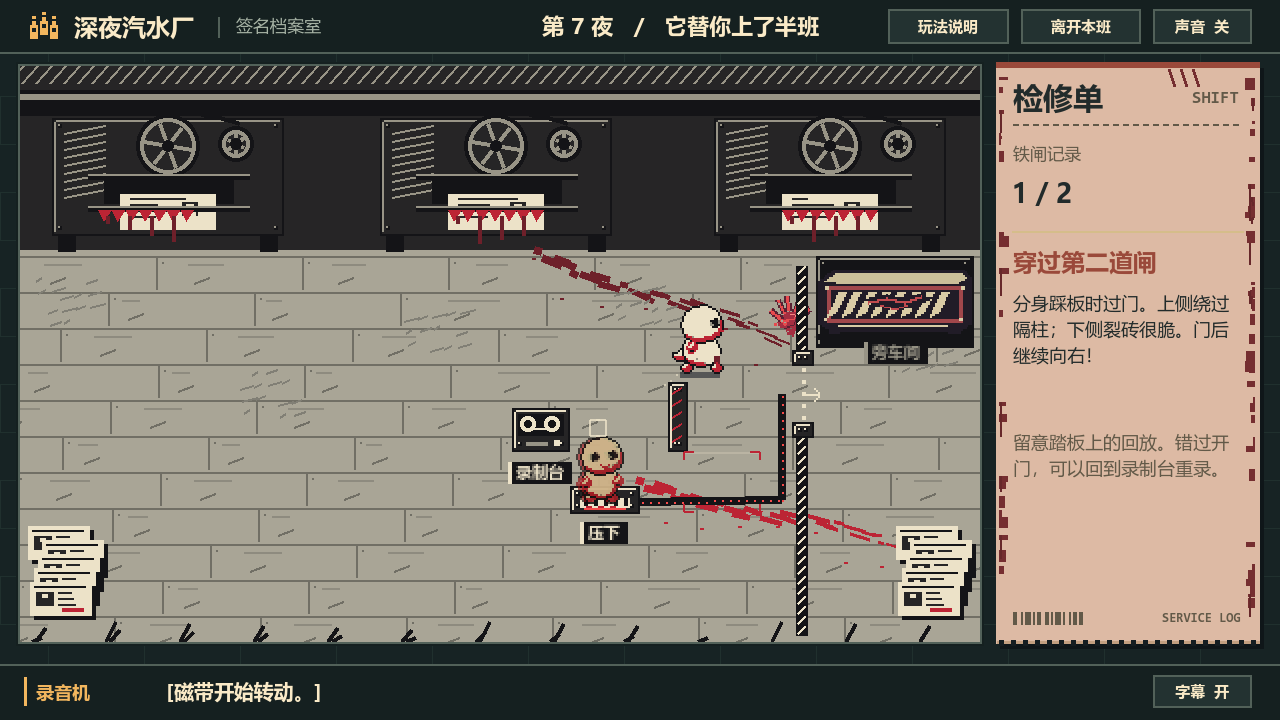 深夜汽水厂
签名档案室
第 7 夜 / 它替你上了半班
玩法说明
离开本班
声音 关
检修单
SHIFT
铁闸记录
1 / 2
穿过第二道闸
分身踩板时过门。上侧绕过
隔柱；下侧裂砖很脆。门后
继续向右！
留意踏板上的回放。错过开
门，可以回到录制台重录。
SERVICE LOG
旁车间
录制台
压下
录音机
[磁带开始转动。]
字幕 开